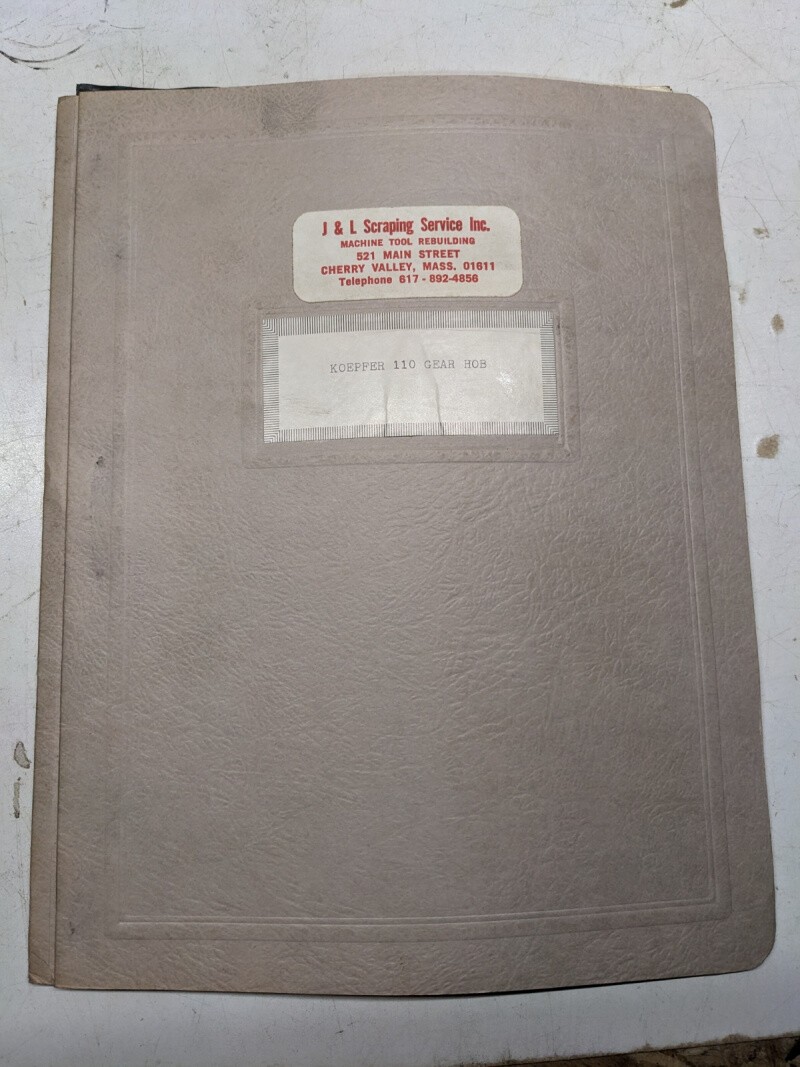 J & L Scraping Service Inc.
MACHINE TOOL REBUILDING
521 MAIN STREET
CHERRY VALLEY, MASS. 01611
Telephone 617 - 892-4856
KOEPFER 110 GEAR HOB